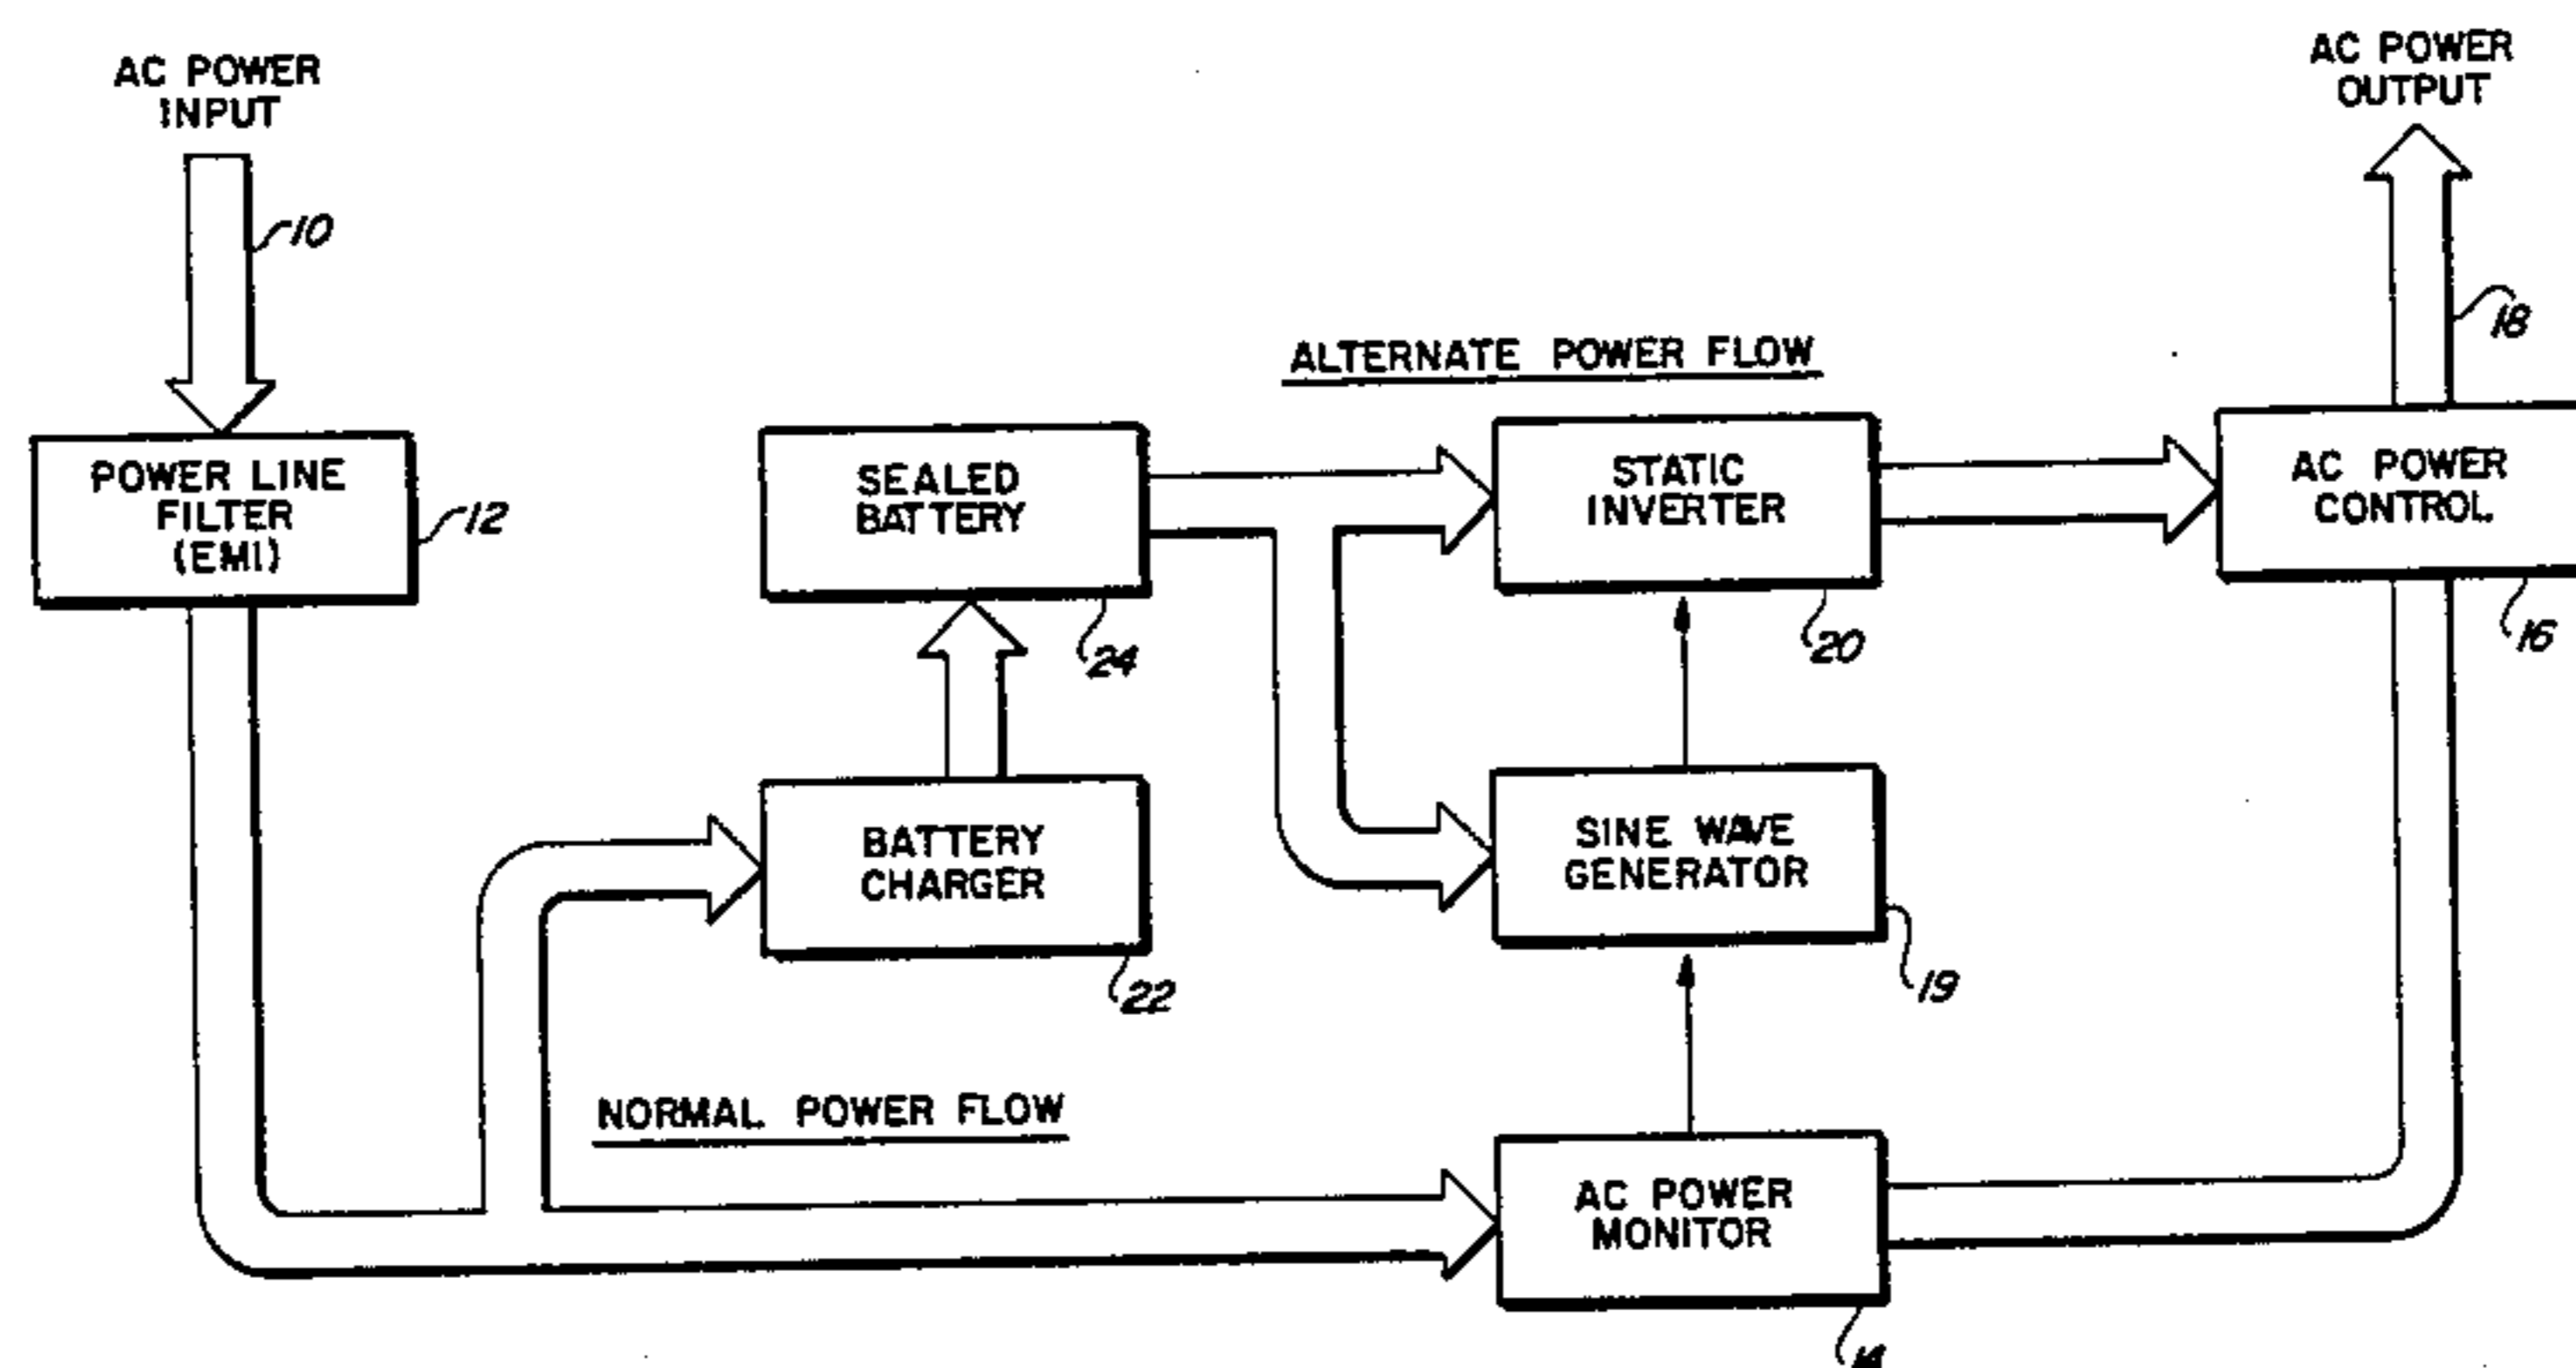 AC POWER
INPUT
10
POWER LINE
FILTER
(EMI)
12
SEALED
BATTERY
24
BATTERY
CHARGER
22
NORMAL POWER FLOW
ALTERNATE POWER FLOW
STATIC
INVERTER
20
SINE WAVE
GENERATOR
19
AC POWER
MONITOR
14
AC POWER
OUTPUT
18
AC POWER
CONTROL
16